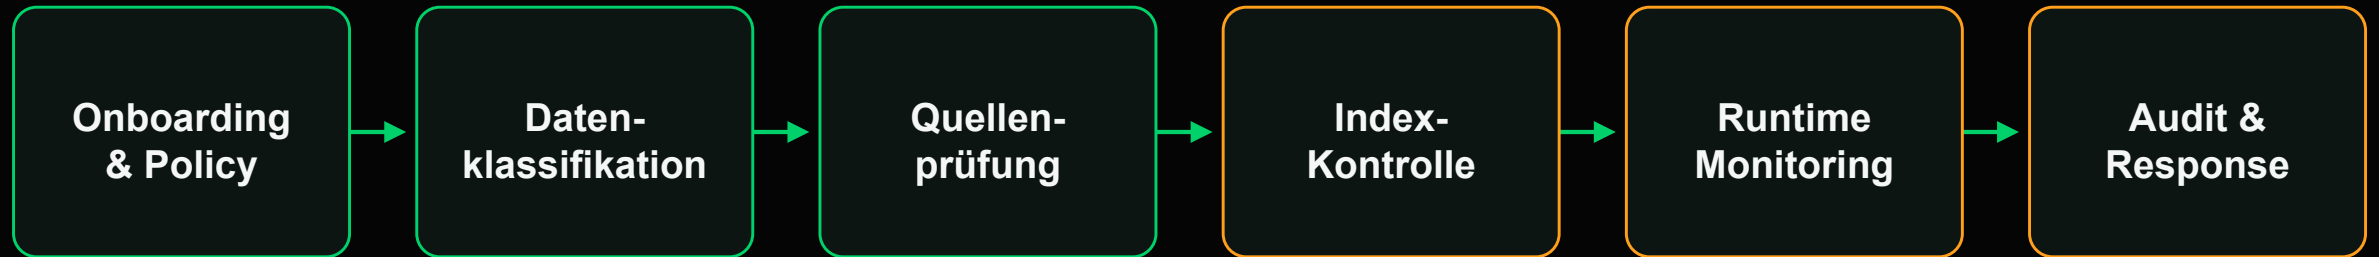 Onboarding
& Policy
Daten-
klassifikation
Quellen-
prüfung
Index-
Kontrolle
Runtime
Monitoring
Audit &
Response